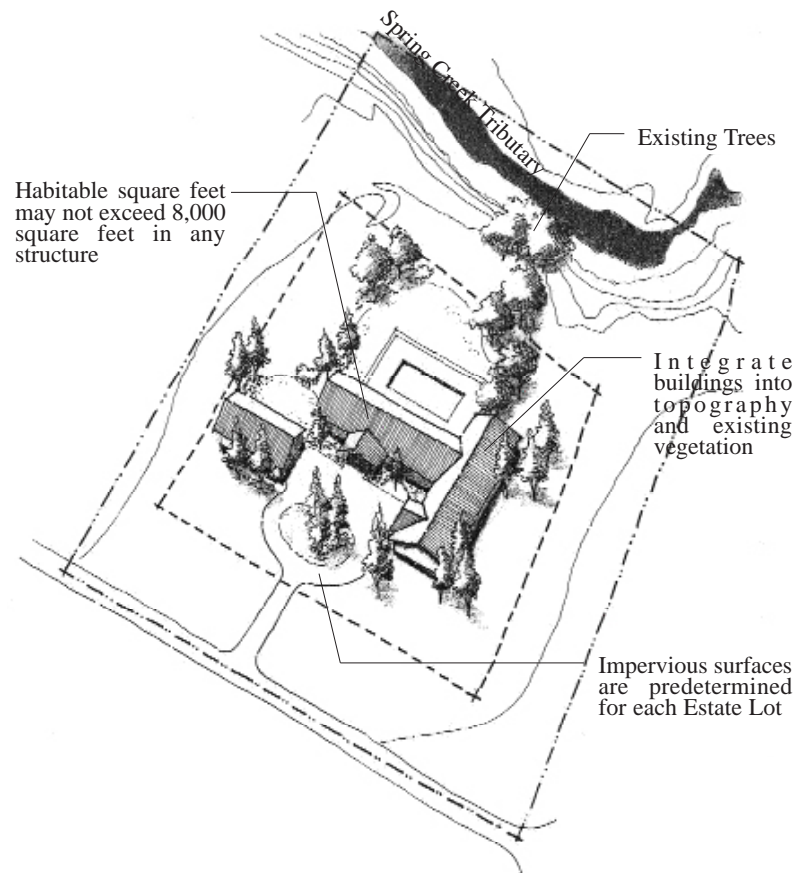 Spring Creek Tributary
Existing Trees
Habitable square feet
may not exceed 8,000
square feet in any
structure
Integrate
buildings into
topography
and existing
vegetation
Impervious surfaces
are predetermined
for each Estate Lot